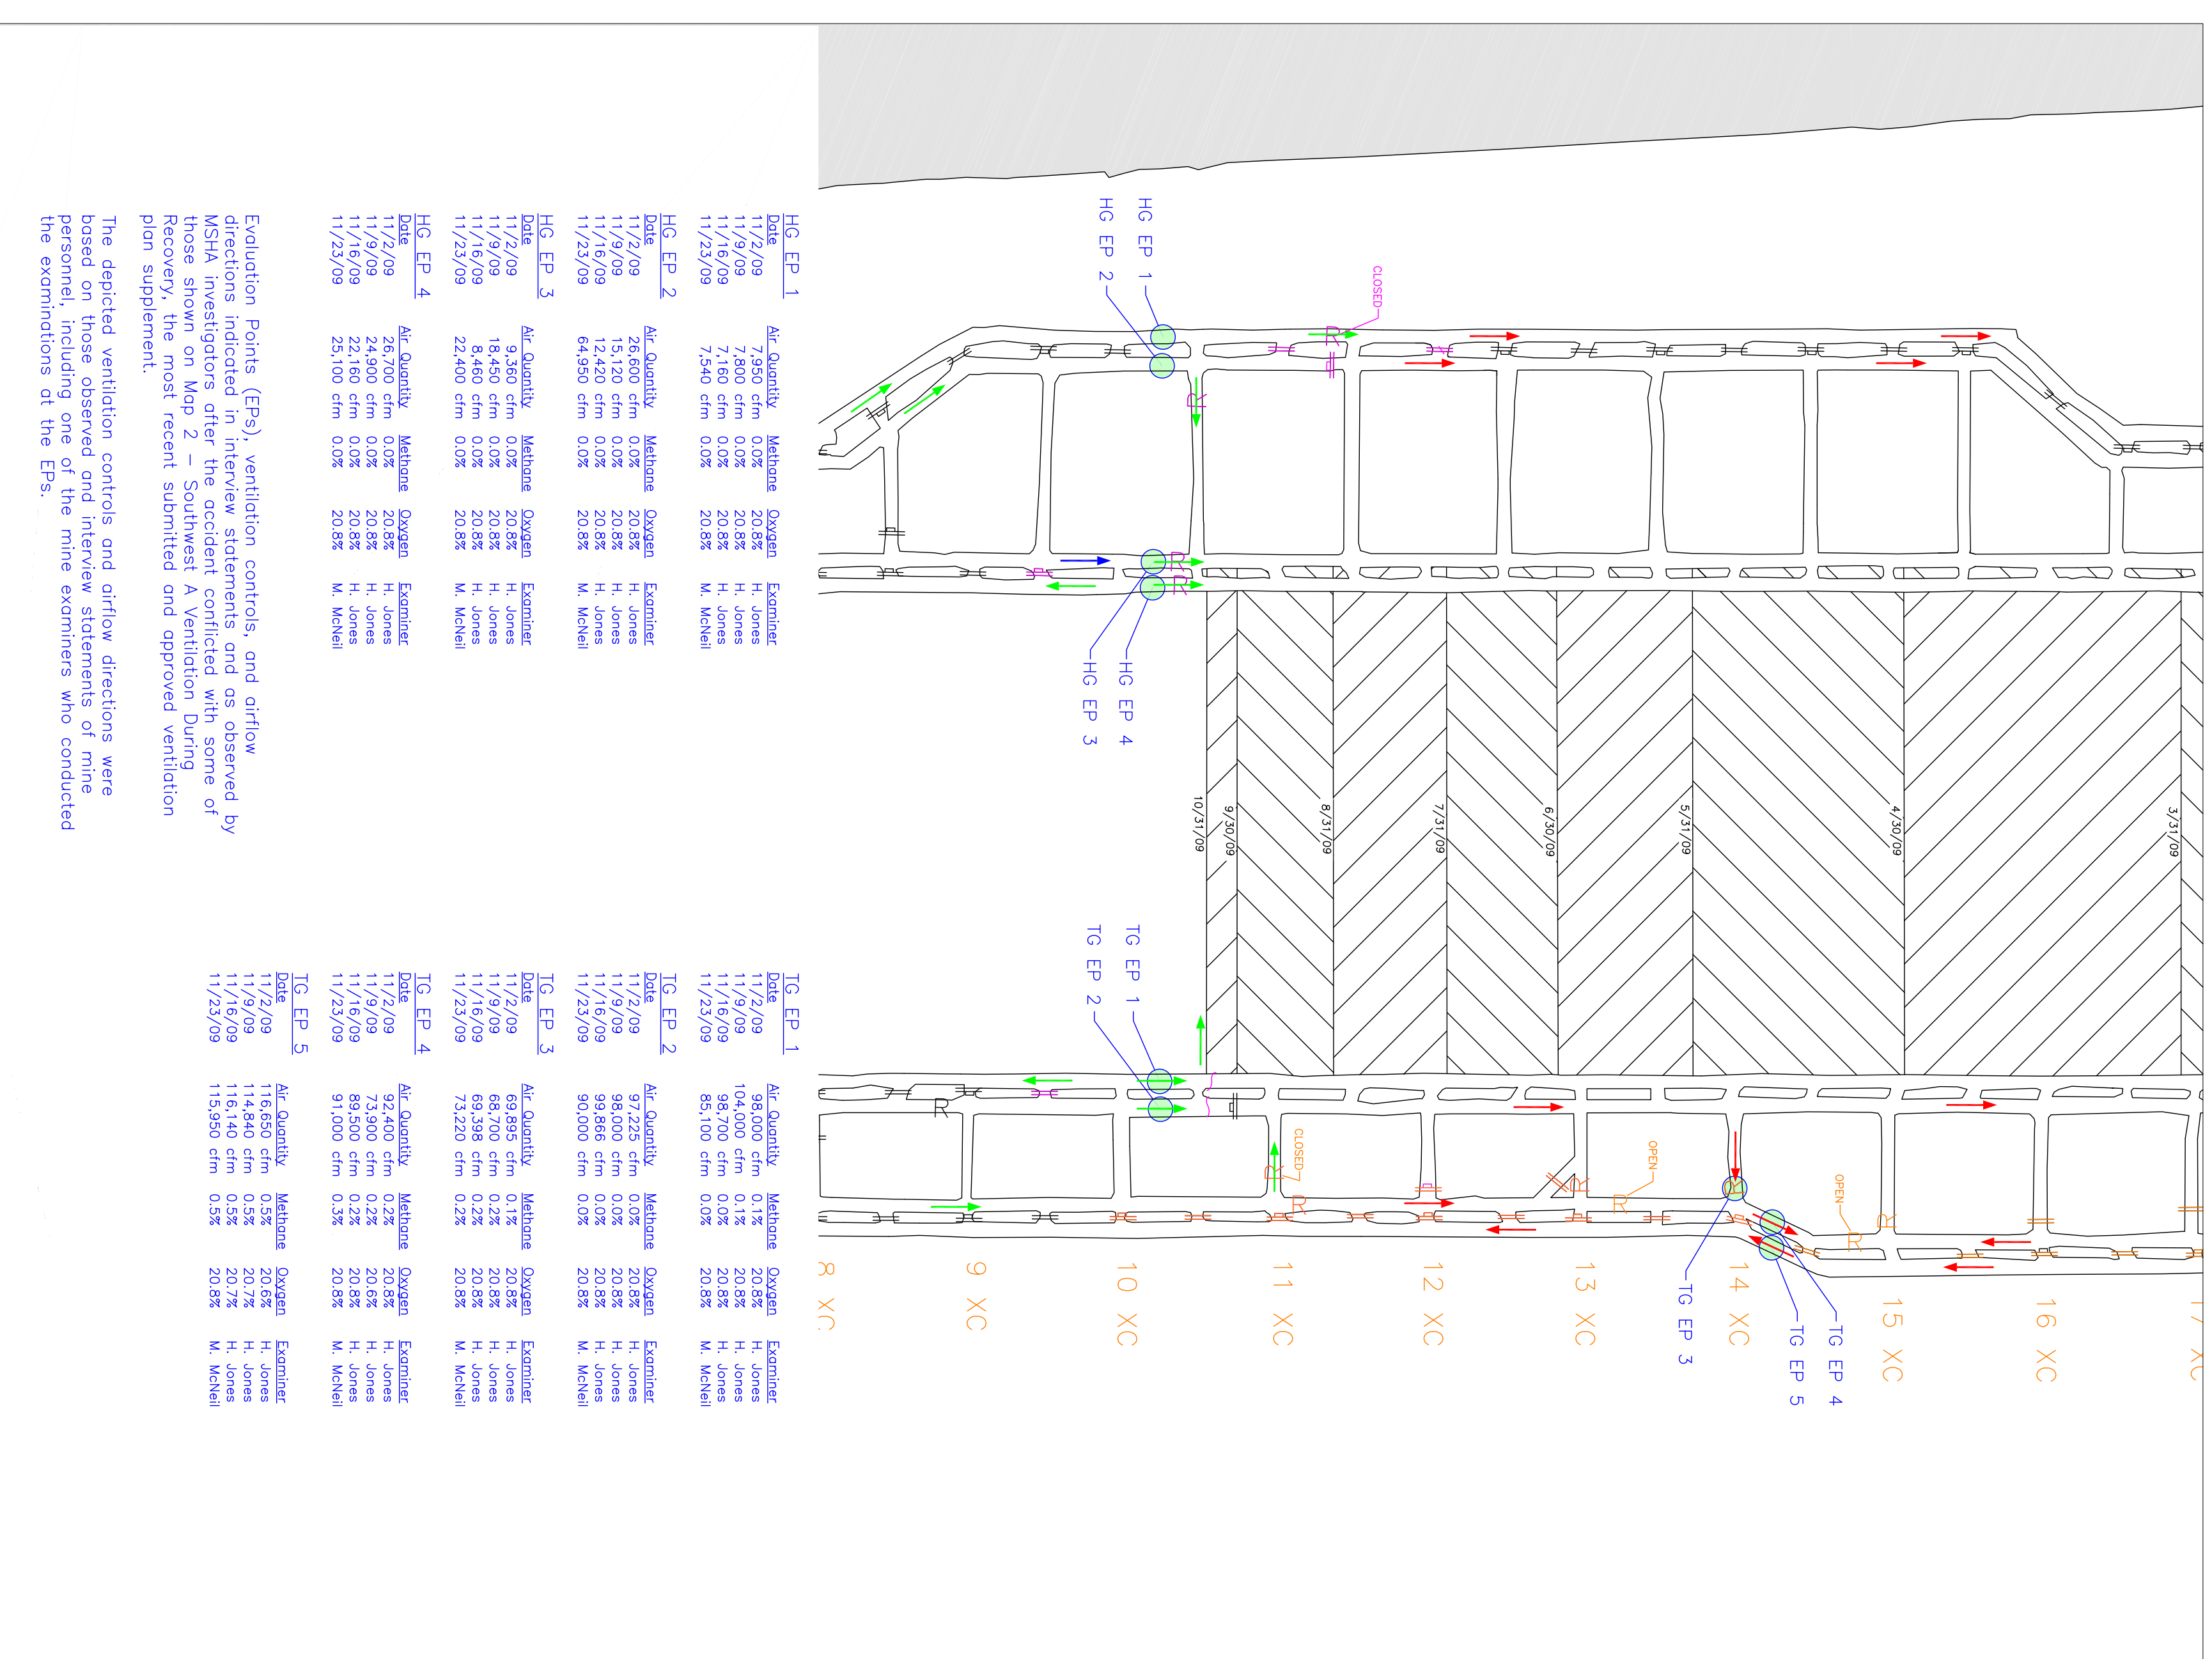 17 XC
16 XC
15 XC
14 XC
13 XC
12 XC
11 XC
10 XC
9 XC
8 XC
3/31/09
4/30/09
5/31/09
6/30/09
7/31/09
8/31/09
9/30/09
10/31/09
OPEN
R
R
OPEN
R
R
R
CLOSED
R
R
R
CLOSED
R
R
R
R
TG EP 4
TG EP 5
TG EP 3
HG EP 1
HG EP 2
HG EP 4
HG EP 3
TG EP 1
TG EP 2
HG EP 1
Date Air Quantity Methane Oxygen Examiner
11/2/09 7,950 cfm 0.0% 20.8% H. Jones
11/9/09 7,800 cfm 0.0% 20.8% H. Jones
11/16/09 7,160 cfm 0.0% 20.8% H. Jones
11/23/09 7,540 cfm 0.0% 20.8% M. McNeil
HG EP 2
Date Air Quantity Methane Oxygen Examiner
11/2/09 26,600 cfm 0.0% 20.8% H. Jones
11/9/09 15,120 cfm 0.0% 20.8% H. Jones
11/16/09 12,420 cfm 0.0% 20.8% H. Jones
11/23/09 64,950 cfm 0.0% 20.8% M. McNeil
HG EP 3
Date Air Quantity Methane Oxygen Examiner
11/2/09 9,360 cfm 0.0% 20.8% H. Jones
11/9/09 18,450 cfm 0.0% 20.8% H. Jones
11/16/09 8,460 cfm 0.0% 20.8% H. Jones
11/23/09 22,400 cfm 0.0% 20.8% M. McNeil
HG EP 4
Date Air Quantity Methane Oxygen Examiner
11/2/09 26,700 cfm 0.0% 20.8% H. Jones
11/9/09 24,900 cfm 0.0% 20.8% H. Jones
11/16/09 22,160 cfm 0.0% 20.8% H. Jones
11/23/09 25,100 cfm 0.0% 20.8% M. McNeil
Evaluation Points (EPs), ventilation controls, and airflow
directions indicated in interview statements and as observed by
MSHA investigators after the accident conflicted with some of
those shown on Map 2 – Southwest A Ventilation During
Recovery, the most recent submitted and approved ventilation
plan supplement.
The depicted ventilation controls and airflow directions were
based on those observed and interview statements of mine
personnel, including one of the mine examiners who conducted
the examinations at the EPs.
TG EP 1
Date Air Quantity Methane Oxygen Examiner
11/2/09 98,000 cfm 0.1% 20.8% H. Jones
11/9/09 104,000 cfm 0.1% 20.8% H. Jones
11/16/09 98,700 cfm 0.0% 20.8% H. Jones
11/23/09 85,100 cfm 0.0% 20.8% M. McNeil
TG EP 2
Date Air Quantity Methane Oxygen Examiner
11/2/09 97,225 cfm 0.0% 20.8% H. Jones
11/9/09 98,000 cfm 0.0% 20.8% H. Jones
11/16/09 99,866 cfm 0.0% 20.8% H. Jones
11/23/09 90,000 cfm 0.0% 20.8% M. McNeil
TG EP 3
Date Air Quantity Methane Oxygen Examiner
11/2/09 69,895 cfm 0.1% 20.8% H. Jones
11/9/09 68,700 cfm 0.22% 20.8% H. Jones
11/16/09 69,398 cfm 0.22% 20.8% H. Jones
11/23/09 73,220 cfm 0.2% 20.8% M. McNeil
TG EP 4
Date Air Quantity Methane Oxygen Examiner
11/2/09 92,400 cfm 0.22% 20.8% H. Jones
11/9/09 73,900 cfm 0.22% 20.6% H. Jones
11/16/09 89,500 cfm 0.22% 20.8% H. Jones
11/23/09 91,000 cfm 0.3% 20.8% M. McNeil
TG EP 5
Date Air Quantity Methane Oxygen Examiner
11/2/09 116,650 cfm 0.5% 20.6% H. Jones
11/9/09 114,840 cfm 0.5% 20.7% H. Jones
11/16/09 116,140 cfm 0.5% 20.7% H. Jones
11/23/09 115,950 cfm 0.5% 20.8% M. McNeil